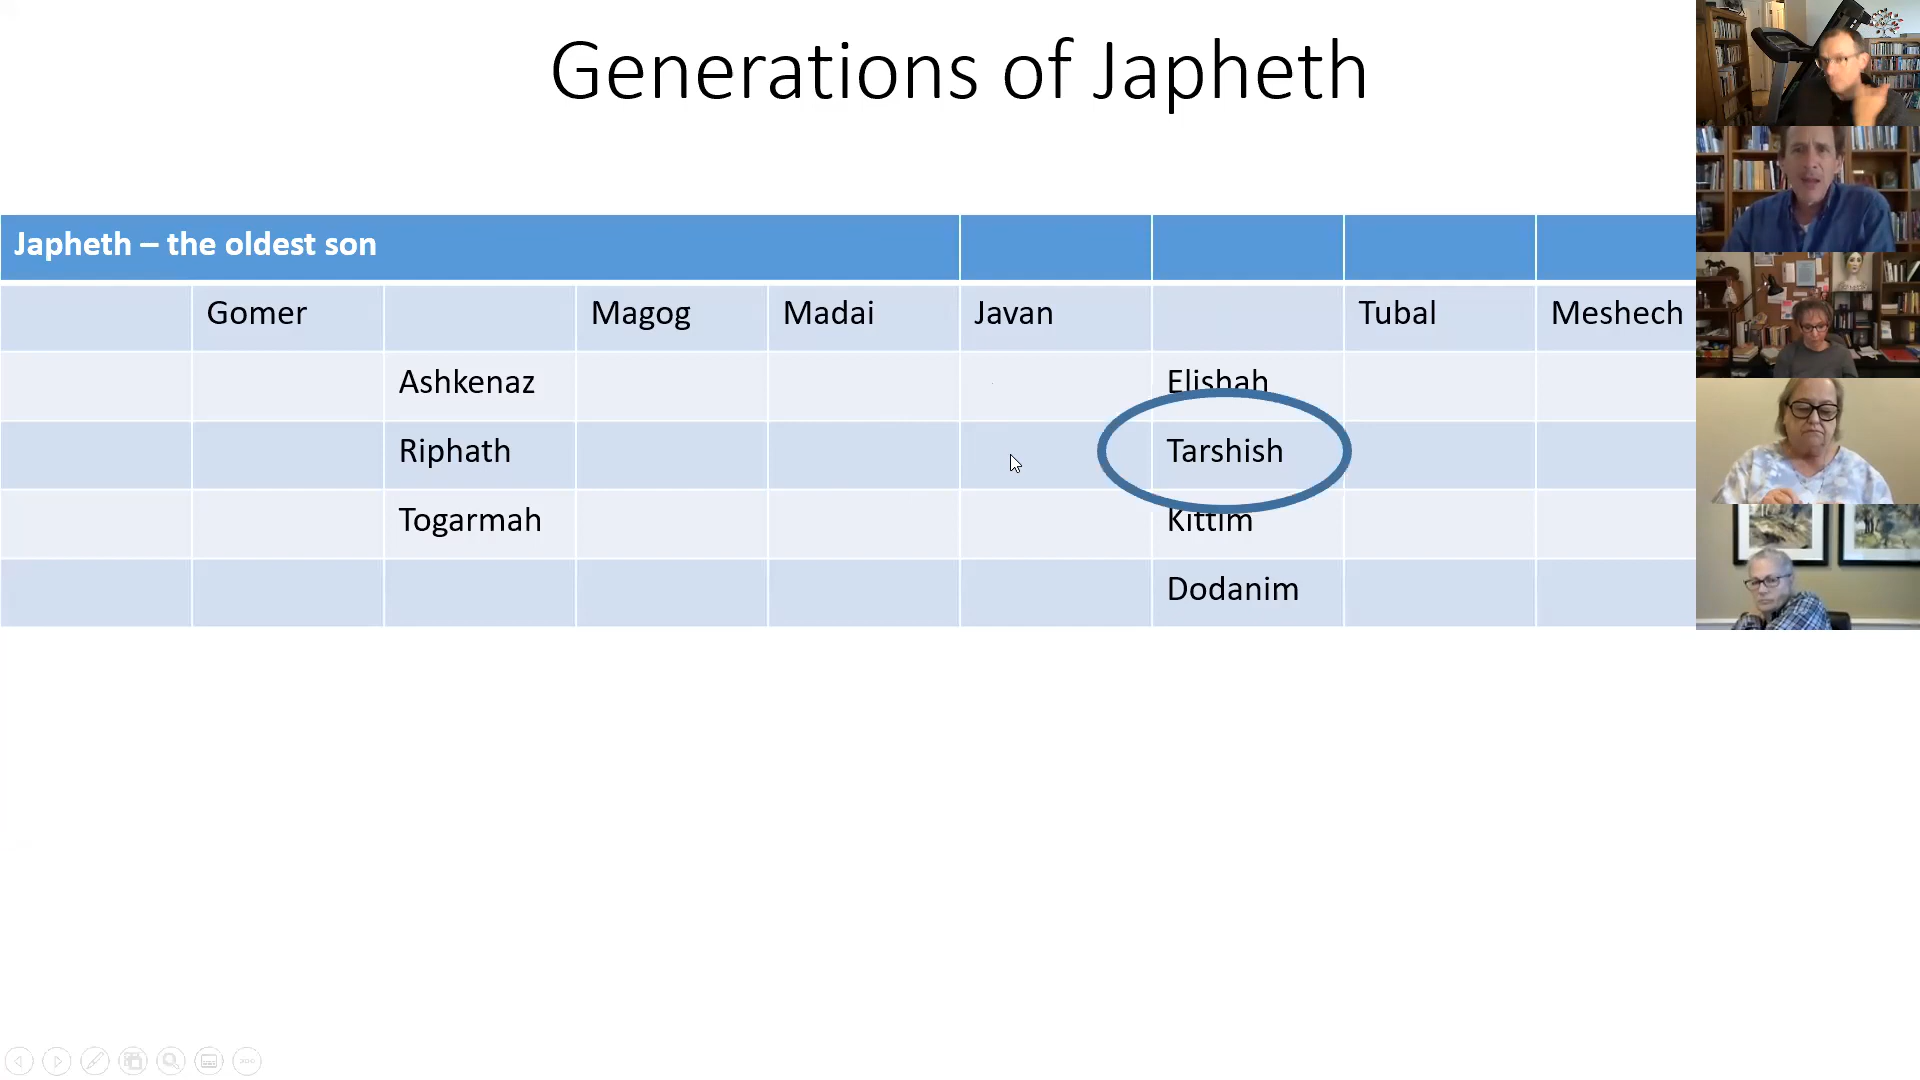 Generations of Japheth
Japheth – the oldest son
Gomer Magog Madai Javan Tubal Meshech
Ashkenaz Elishah
Riphath Tarshish
Togarmah Kittim
Dodanim